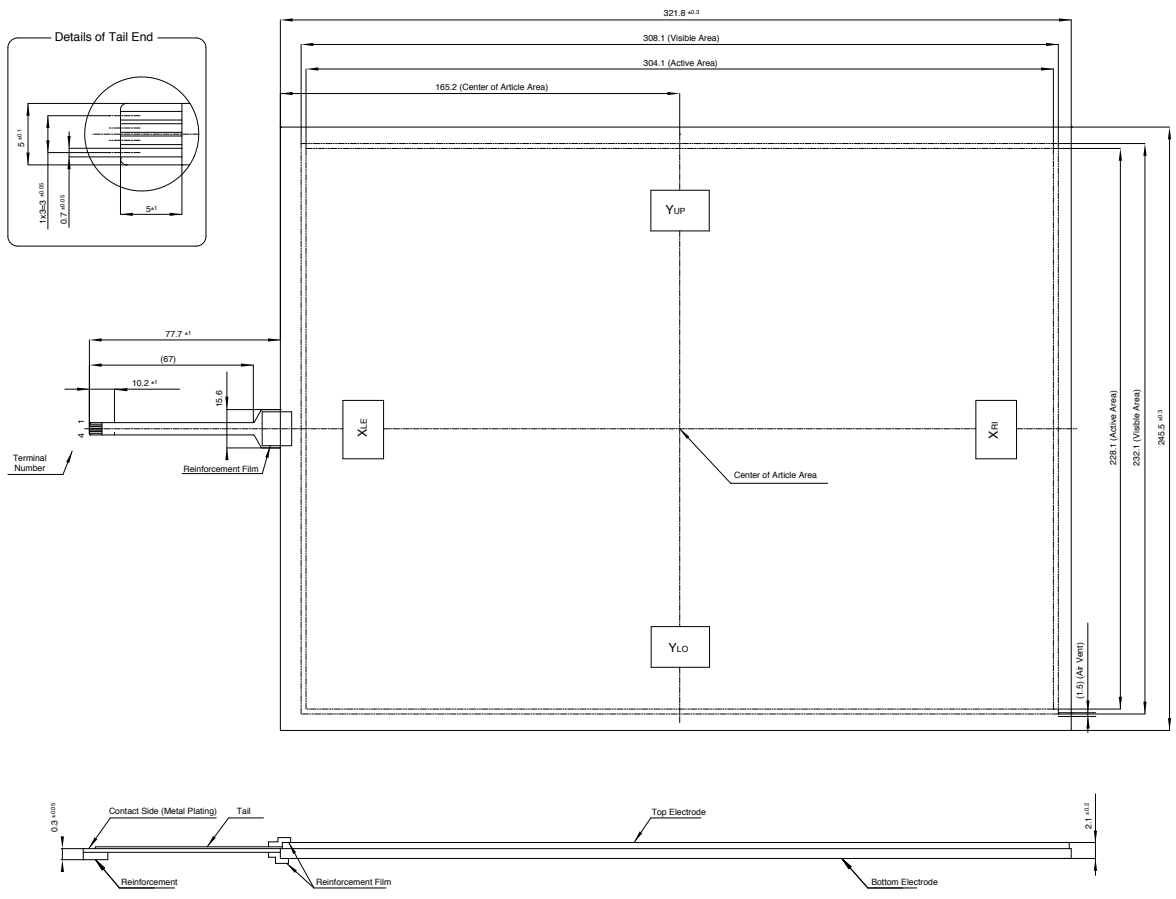 321.8 ±0.3
Details of Tail End
308.1 (Visible Area)
304.1 (Active Area)
165.2 (Center of Article Area)
5 ±0.1
1x3=3 ±0.05
0.7 ±0.05
5±1
YUP
77.7 ±1
(67)
10.2 ±1
15.6
1
4
XLE
XRI
228.1 (Active Area)
232.1 (Visible Area)
245.5 ±0.3
Terminal
Number
Reinforcement Film
Center of Article Area
YLO
(1.5) (Air Vent)
0.3 ±0.05
Contact Side (Metal Plating)
Tail
Top Electrode
2.1 ±0.2
Reinforcement
Reinforcement Film
Bottom Electrode